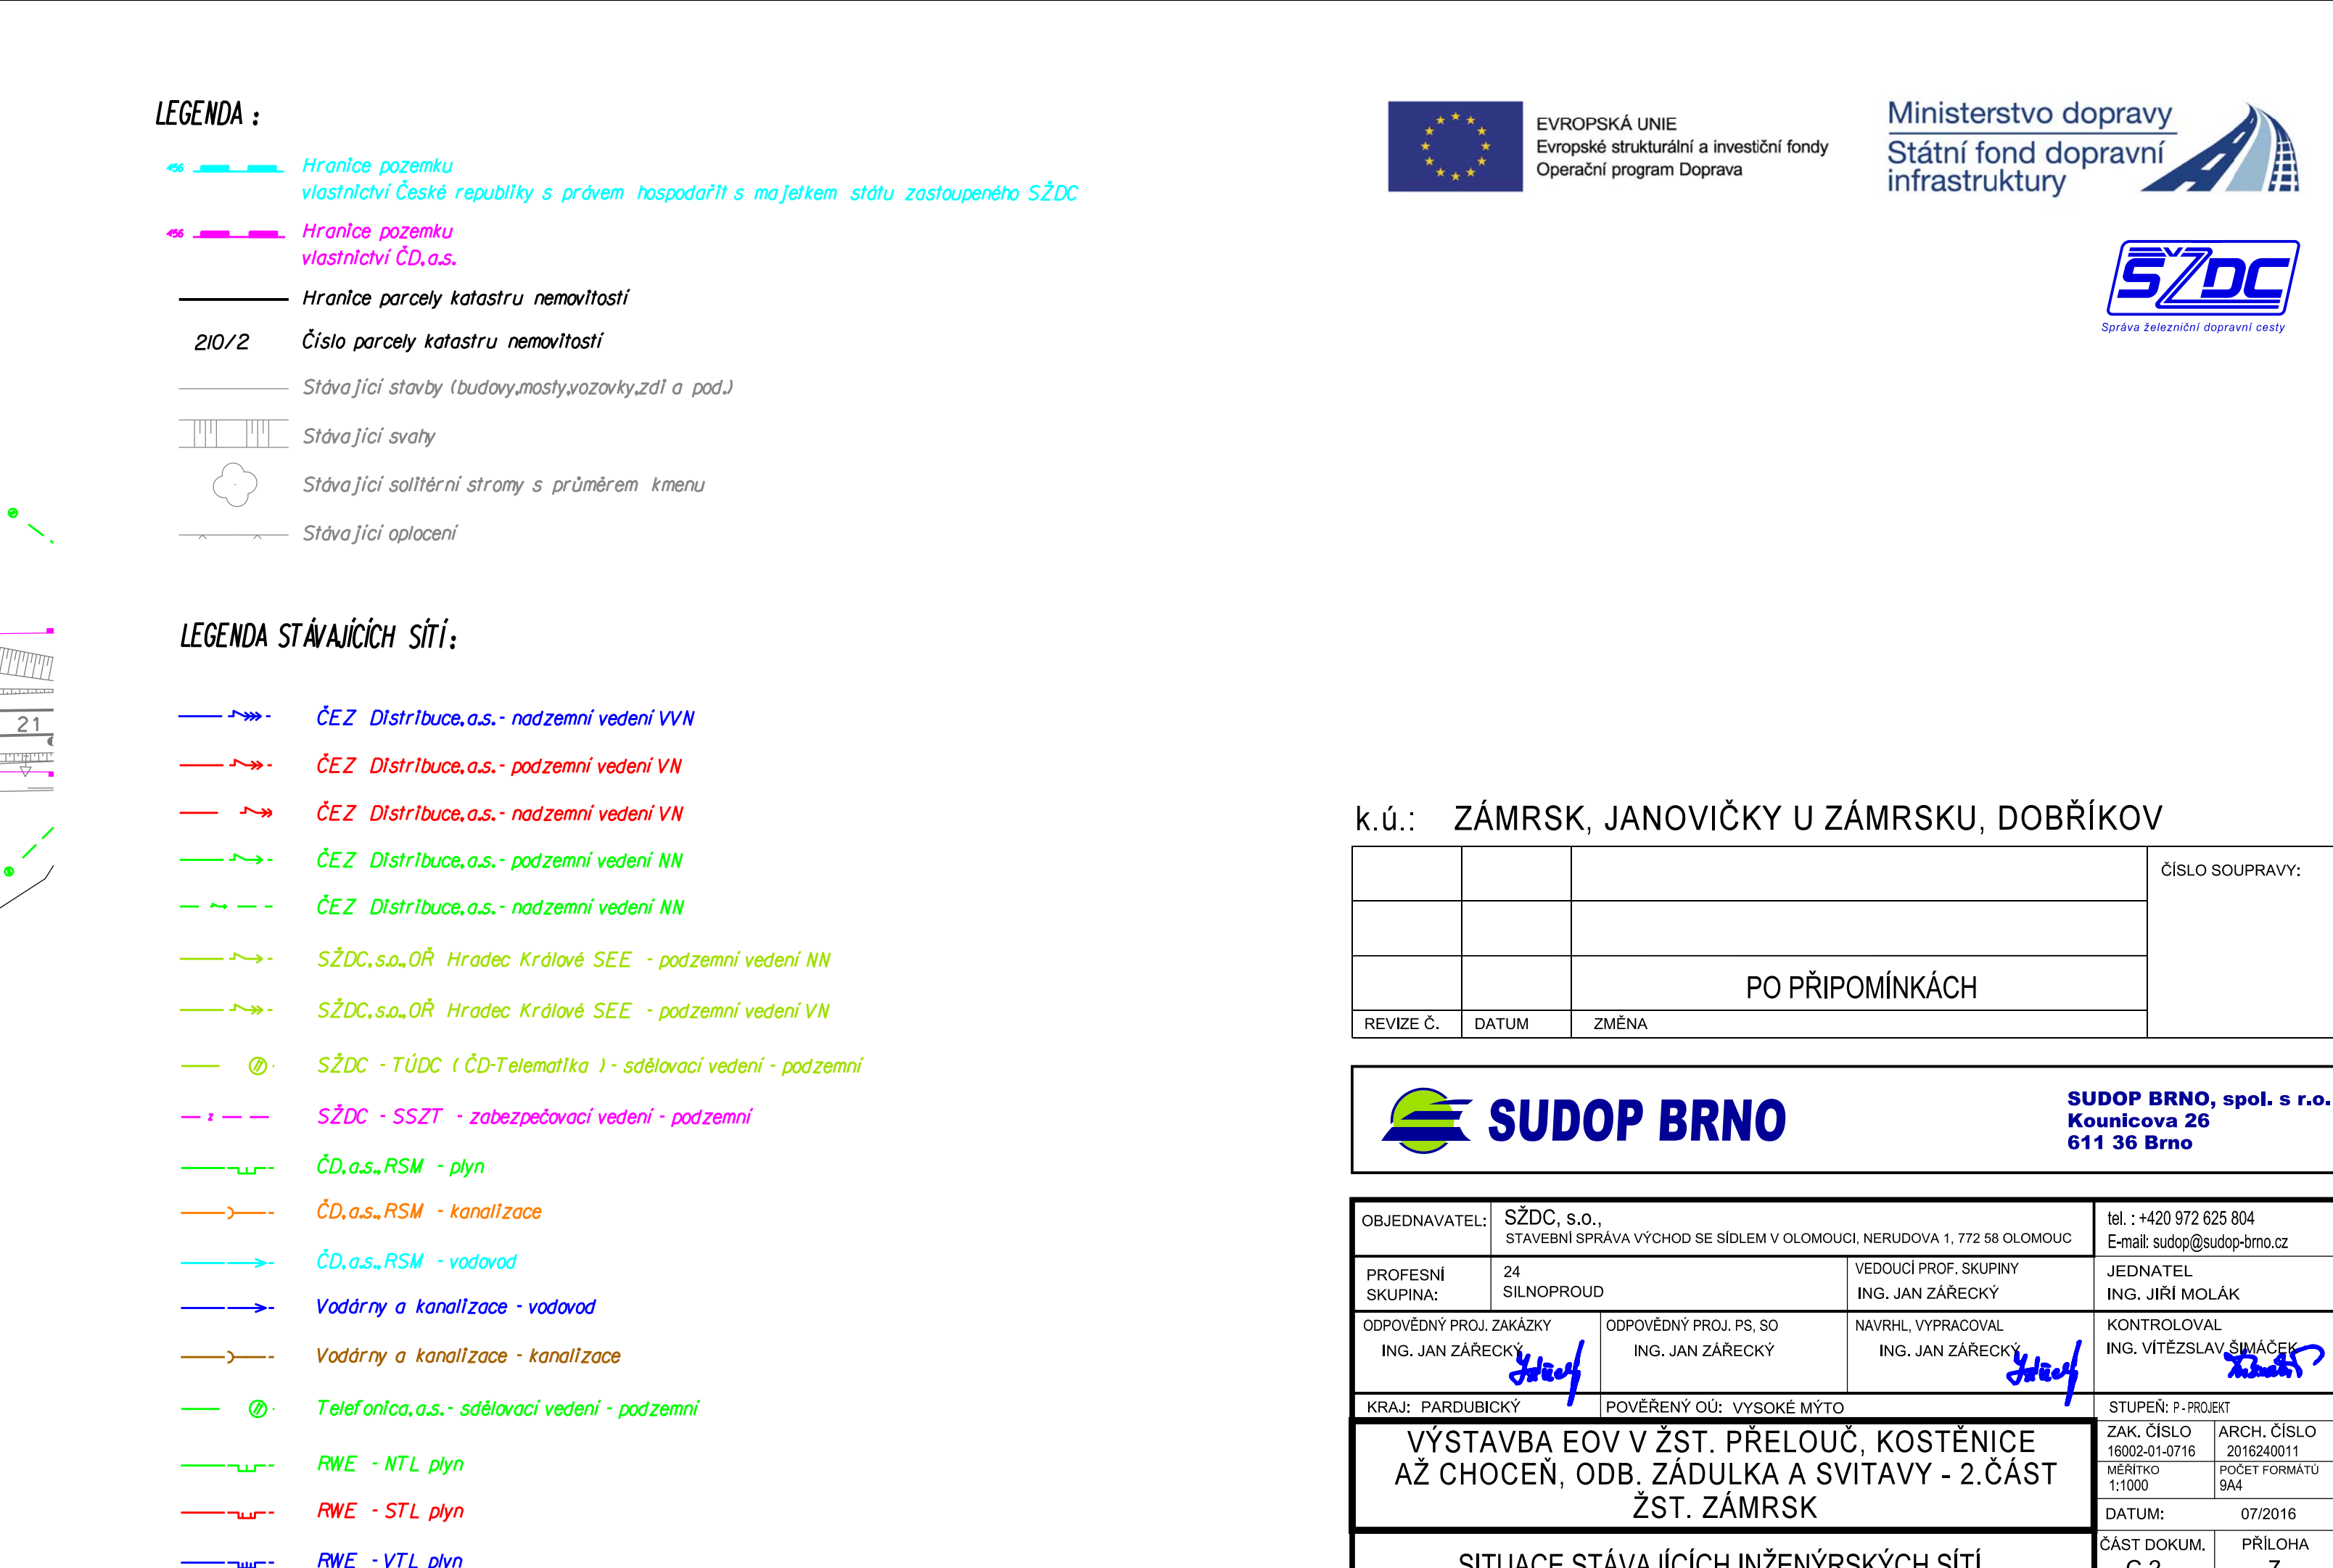 LEGENDA :
456
Hranice pozemku
vlastnictví České republiky s právem hospodařit s majetkem státu zastoupeného SŽDC
456
Hranice pozemku
vlastnictví ČD,a.s.
Hranice parcely katastru nemovitostí
210/2
Číslo parcely katastru nemovitostí
Stávající stavby (budovy,mosty,vozovky,zdi a pod.)
Stávající svahy
Stávající solitérní stromy s průměrem kmenu
Stávající oplocení
LEGENDA STÁVAJÍCÍCH SÍTÍ :
21
ČEZ Distribuce,a.s.- nadzemní vedení VVN
ČEZ Distribuce,a.s.- podzemní vedení VN
ČEZ Distribuce,a.s.- nadzemní vedení VN
ČEZ Distribuce,a.s.- podzemní vedení NN
ČEZ Distribuce,a.s.- nadzemní vedení NN
SŽDC,s.o.,OŘ Hradec Králové SEE - podzemní vedení NN
SŽDC,s.o.,OŘ Hradec Králové SEE - podzemní vedení VN
SŽDC - TÚDC ( ČD-Telematika ) - sdělovací vedení - podzemní
z
SŽDC - SSZT - zabezpečovací vedení - podzemní
ČD,a.s.,RSM - plyn
ČD,a.s.,RSM - kanalizace
ČD,a.s.,RSM - vodovod
Vodárny a kanalizace - vodovod
Vodárny a kanalizace - kanalizace
Telefonica,a.s.- sdělovací vedení - podzemní
RWE - NTL plyn
RWE - STL plyn
RWE - VTL plyn
EVROPSKÁ UNIE
Evropské strukturální a investiční fondy
Operační program Doprava
Ministerstvo dopravy
Státní fond dopravní
infrastruktury
SŽDC
Správa železniční dopravní cesty
k.ú.: ZÁMRSK, JANOVIČKY U ZÁMRSKU, DOBŘÍKOV
ČÍSLO SOUPRAVY:
PO PŘIPOMÍNKÁCH
REVIZE Č. DATUM ZMĚNA
SUDOP BRNO
SUDOP BRNO, spol. s r.o.
Kounicova 26
611 36 Brno
OBJEDNAVATEL: SŽDC, s.o.,
STAVEBNÍ SPRÁVA VÝCHOD SE SÍDLEM V OLOMOUCI, NERUDOVA 1, 772 58 OLOMOUC
tel. : +420 972 625 804
E-mail: sudop@sudop-brno.cz
PROFESNÍ
SKUPINA:
24
SILNOPROUD
VEDOUCÍ PROF. SKUPINY
ING. JAN ZÁŘECKÝ
JEDNATEL
ING. JIŘÍ MOLÁK
ODPOVĚDNÝ PROJ. ZAKÁZKY
ING. JAN ZÁŘECKÝ
ODPOVĚDNÝ PROJ. PS, SO
ING. JAN ZÁŘECKÝ
NAVRHL, VYPRACOVAL
ING. JAN ZÁŘECKÝ
KONTROLOVAL
ING. VÍTĚZSLAV ŠIMÁČEK
KRAJ: PARDUBICKÝ
POVĚŘENÝ OÚ: VYSOKÉ MÝTO
STUPEŇ: P - PROJEKT
VÝSTAVBA EOV V ŽST. PŘELOUČ, KOSTĚNICE
AŽ CHOCEŇ, ODB. ZÁDULKA A SVITAVY - 2.ČÁST
ŽST. ZÁMRSK
ZAK. ČÍSLO
16002-01-0716
ARCH. ČÍSLO
2016240011
MĚŘÍTKO
1:1000
POČET FORMÁTŮ
9A4
DATUM: 07/2016
SITUACE STÁVAJÍCÍCH INŽENÝRSKÝCH SÍTÍ
ČÁST DOKUM.
PŘÍLOHA